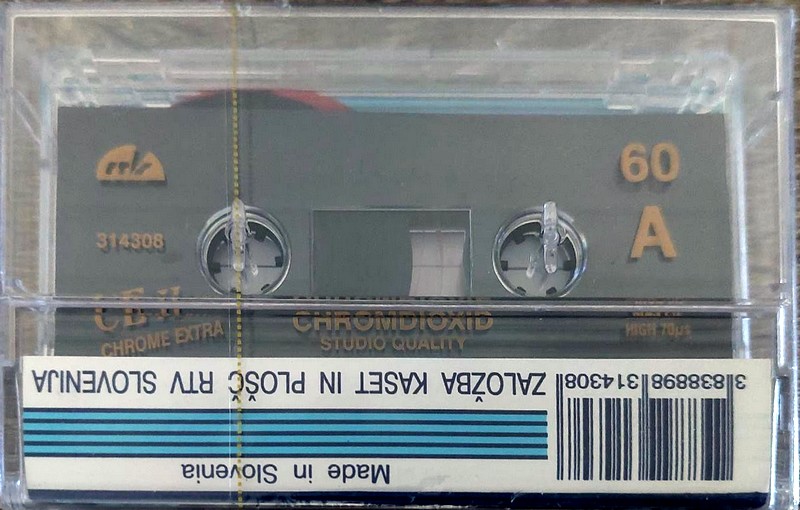 60
A
314308
CE II
CHROMDIOXID
CHROME EXTRA
STUDIO QUALITY
HIGH 70µs
ZALOŽBA KASET IN PLOŠČ RTV SLOVENIJA
Made in Slovenia
3 838898 314308